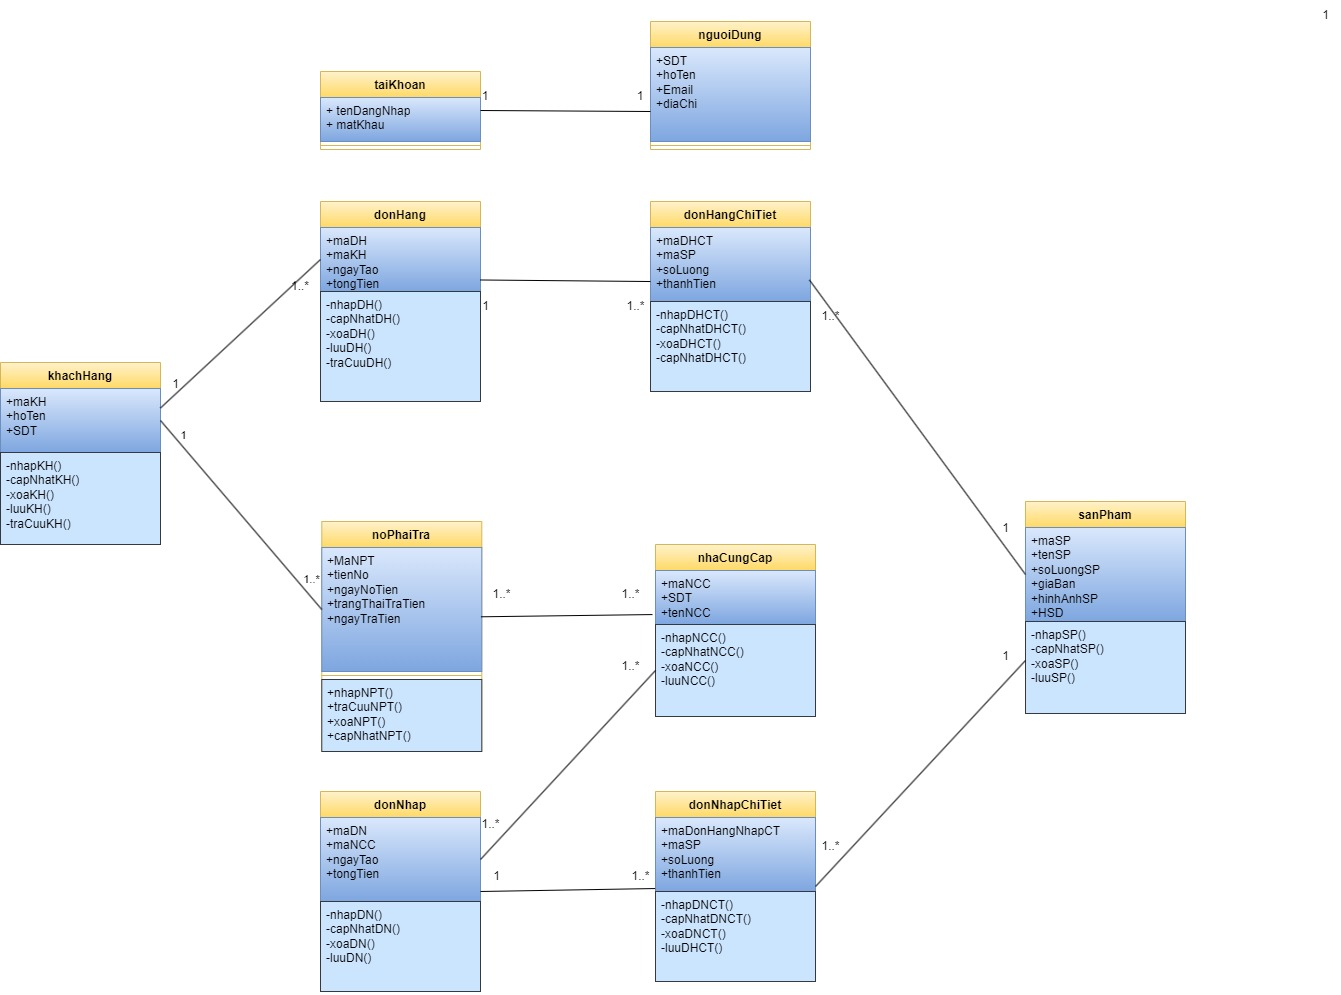 1
nguoiDung
+SDT
+hoTen
+Email
+diaChi
taiKhoan
+ tenDangNhap
+ matKhau
1
1
donHang
+maDH
+maKH
+ngayTao
+tongTien
-nhapDH()
-capNhatDH()
-xoaDH()
-luuDH()
-traCuuDH()
donHangChiTiet
+maDHCT
+maSP
+soLuong
+thanhTien
-nhapDHCT()
-capNhatDHCT()
-xoaDHCT()
-capNhatDHCT()
1..*
1
1..*
1..*
khachHang
+maKH
+hoTen
+SDT
-nhapKH()
-capNhatKH()
-xoaKH()
-luuKH()
-traCuuKH()
1
1
1..*
noPhaiTra
+MaNPT
+tienNo
+ngayNoTien
+trangThaiTraTien
+ngayTraTien
+nhapNPT()
+traCuuNPT()
+xoaNPT()
+capNhatNPT()
1..*
1..*
1..*
nhaCungCap
+maNCC
+SDT
+tenNCC
-nhapNCC()
-capNhatNCC()
-xoaNCC()
-luuNCC()
sanPham
+maSP
+tenSP
+soLuongSP
+giaBan
+hinhAnhSP
+HSD
-nhapSP()
-capNhatSP()
-xoaSP()
-luuSP()
1
1
donNhap
+maDN
+maNCC
+ngayTao
+tongTien
-nhapDN()
-capNhatDN()
-xoaDN()
-luuDN()
1..*
1
1..*
donNhapChiTiet
+maDonHangNhapCT
+maSP
+soLuong
+thanhTien
-nhapDNCT()
-capNhatDNCT()
-xoaDNCT()
-luuDHCT()
1..*